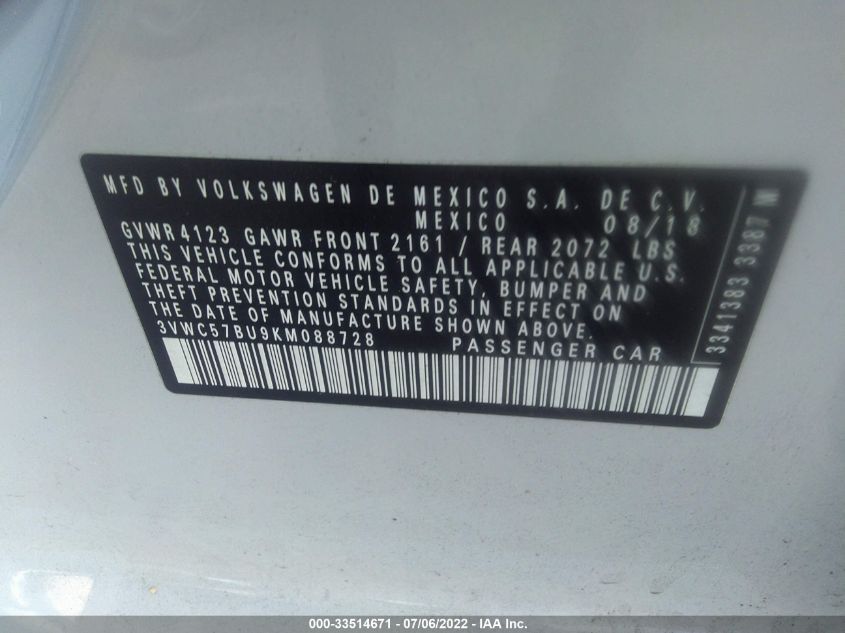 MFD BY VOLKSWAGEN DE MEXICO S.A. DE C.V.
MEXICO 08/18
GVWR 4123 GAWR FRONT 2161 / REAR 2072 LBS
THIS VEHICLE CONFORMS TO ALL APPLICABLE U.S.
FEDERAL MOTOR VEHICLE SAFETY, BUMPER AND
THEFT PREVENTION STANDARDS IN EFFECT ON
THE DATE OF MANUFACTURE SHOWN ABOVE.
3VWC57BU9KM088728 PASSENGER CAR
3341383 3387 W
000-33514671 - 07/06/2022 - IAA Inc.